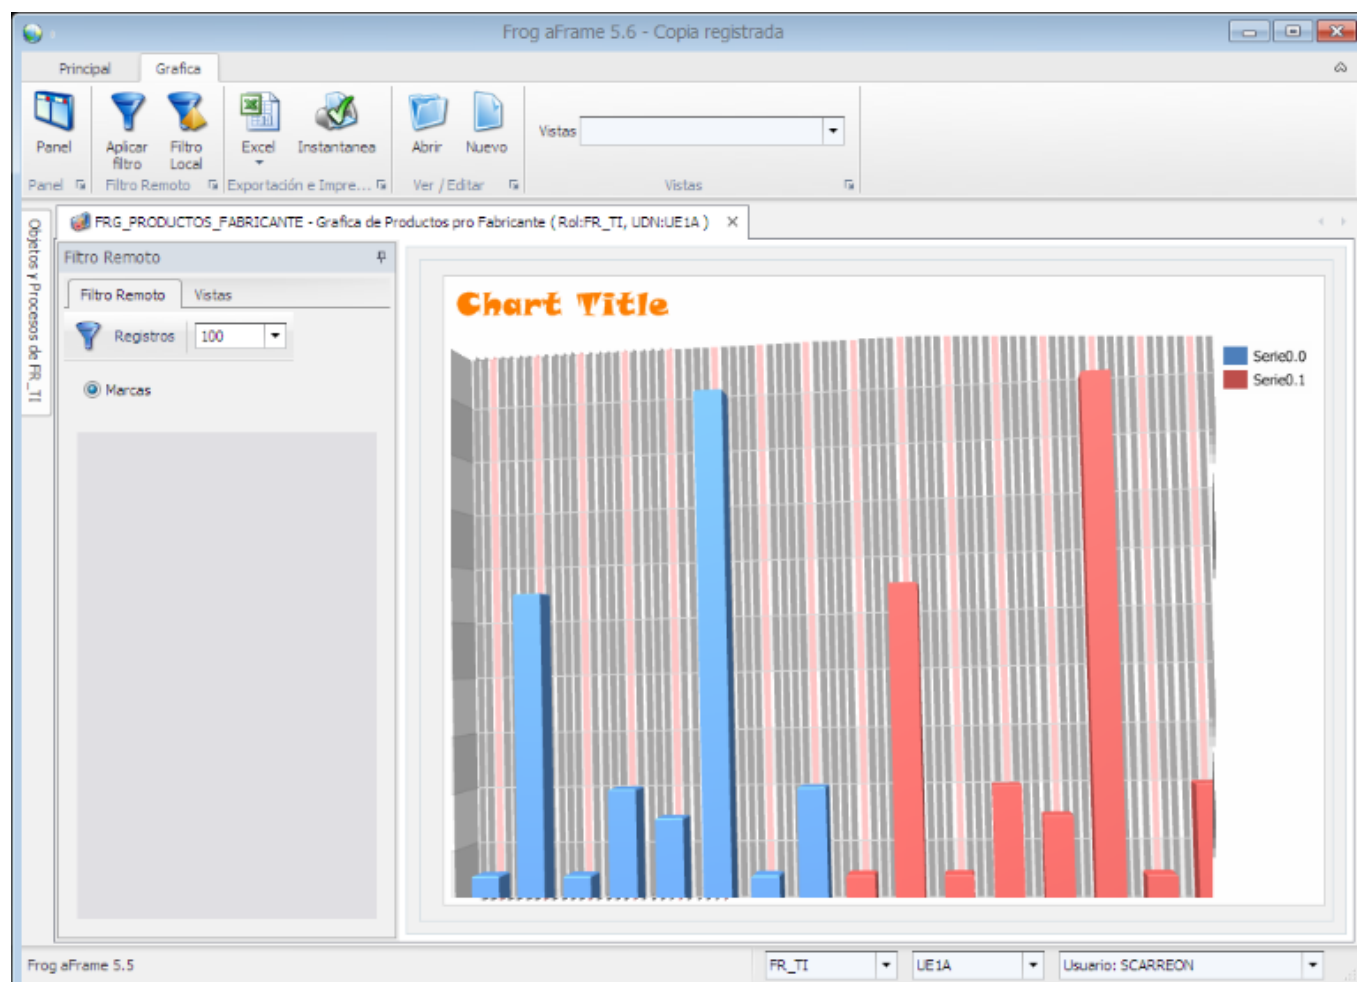 Frog aFrame 5.6 - Copia registrada
Principal Grafica
Panel Aplicar filtro Filtro Local Excel Instantanea Abrir Nuevo Vistas
Panel Filtro Remoto Exportación e Impre... Ver / Editar Vistas
Objetos y Procesos de FR_TI
FRG_PRODUCTOS_FABRICANTE - Grafica de Productos pro Fabricante ( Rol:FR_TI, UDN:UE1A )
Filtro Remoto
Filtro Remoto Vistas
Registros 100
Marcas
Chart Title
Serie0.0
Serie0.1
Frog aFrame 5.5 FR_TI UE1A Usuario: SCARREON